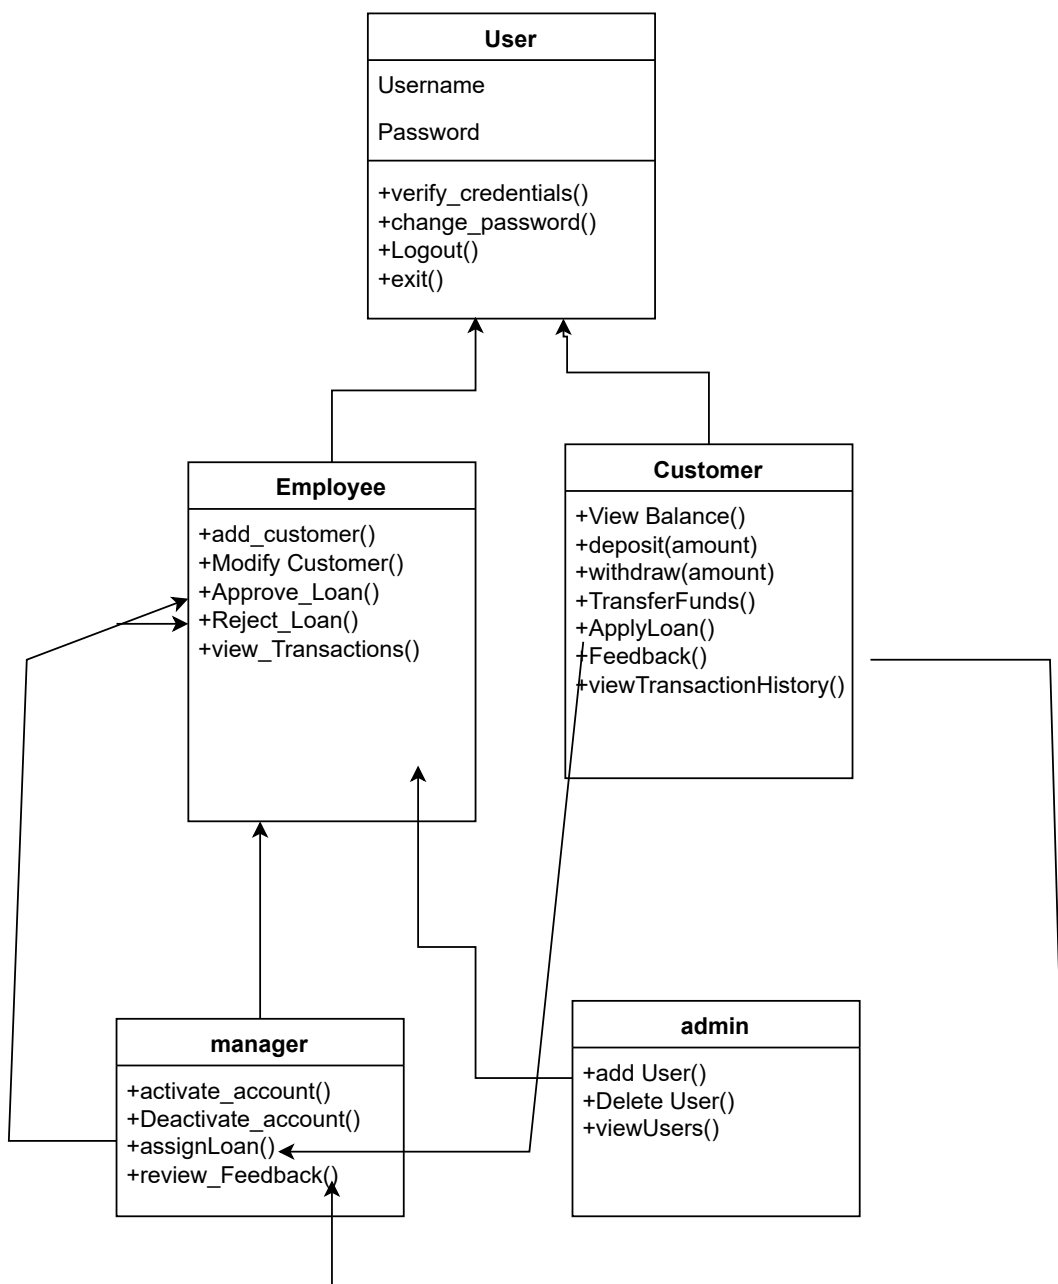 User
Username
Password
+verify_credentials()
+change_password()
+Logout()
+exit()
Employee
+add_customer()
+Modify Customer()
+Approve_Loan()
+Reject_Loan()
+view_Transactions()
Customer
+View Balance()
+deposit(amount)
+withdraw(amount)
+TransferFunds()
+ApplyLoan()
+Feedback()
+viewTransactionHistory()
manager
+activate_account()
+Deactivate_account()
+assignLoan()
+review_Feedback()
admin
+add User()
+Delete User()
+viewUsers()